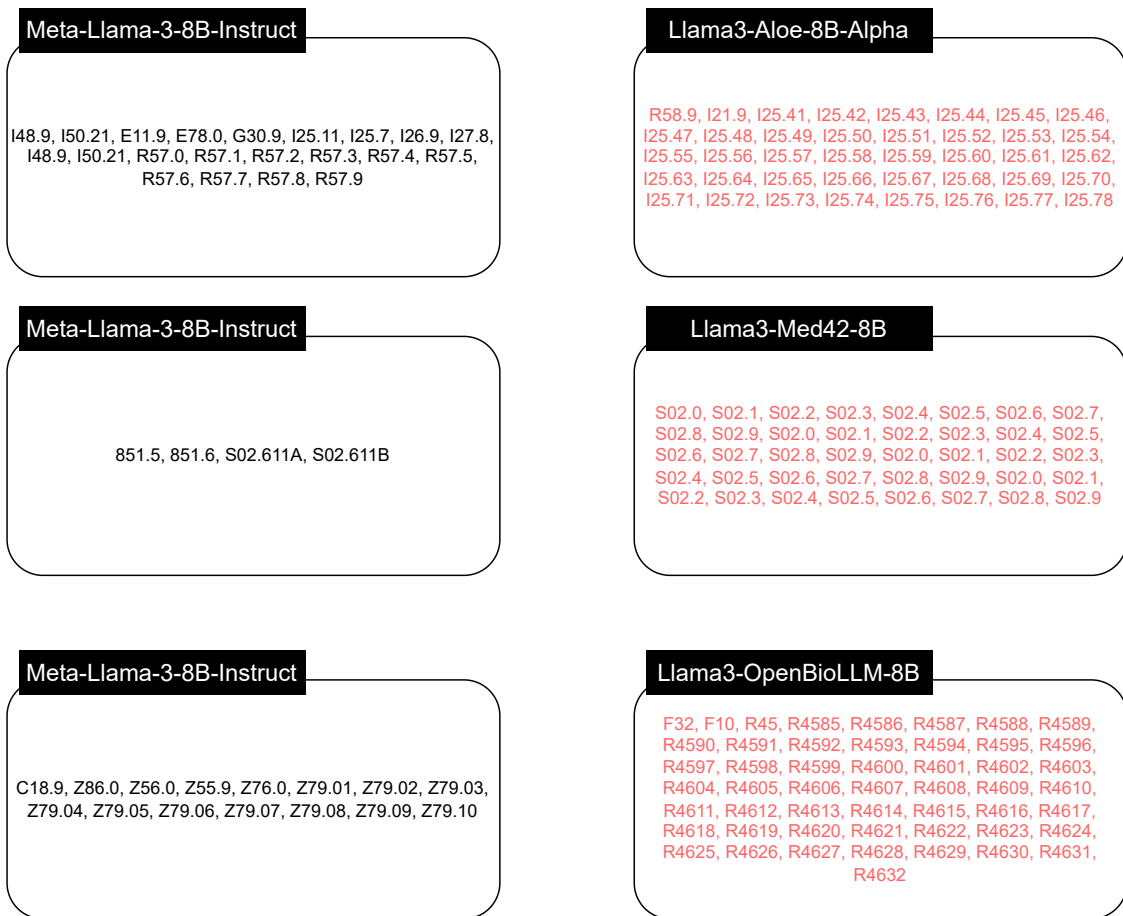 Meta-Llama-3-8B-Instruct
I48.9, I50.21, E11.9, E78.0, G30.9, I25.11, I25.7, I26.9, I27.8,
I48.9, I50.21, R57.0, R57.1, R57.2, R57.3, R57.4, R57.5,
R57.6, R57.7, R57.8, R57.9
Llama3-Aloe-8B-Alpha
R58.9, I21.9, I25.41, I25.42, I25.43, I25.44, I25.45, I25.46,
I25.47, I25.48, I25.49, I25.50, I25.51, I25.52, I25.53, I25.54,
I25.55, I25.56, I25.57, I25.58, I25.59, I25.60, I25.61, I25.62,
I25.63, I25.64, I25.65, I25.66, I25.67, I25.68, I25.69, I25.70,
I25.71, I25.72, I25.73, I25.74, I25.75, I25.76, I25.77, I25.78
Meta-Llama-3-8B-Instruct
851.5, 851.6, S02.611A, S02.611B
Llama3-Med42-8B
S02.0, S02.1, S02.2, S02.3, S02.4, S02.5, S02.6, S02.7,
S02.8, S02.9, S02.0, S02.1, S02.2, S02.3, S02.4, S02.5,
S02.6, S02.7, S02.8, S02.9, S02.0, S02.1, S02.2, S02.3,
S02.4, S02.5, S02.6, S02.7, S02.8, S02.9, S02.0, S02.1,
S02.2, S02.3, S02.4, S02.5, S02.6, S02.7, S02.8, S02.9
Meta-Llama-3-8B-Instruct
C18.9, Z86.0, Z56.0, Z55.9, Z76.0, Z79.01, Z79.02, Z79.03,
Z79.04, Z79.05, Z79.06, Z79.07, Z79.08, Z79.09, Z79.10
Llama3-OpenBioLLM-8B
F32, F10, R45, R4585, R4586, R4587, R4588, R4589,
R4590, R4591, R4592, R4593, R4594, R4595, R4596,
R4597, R4598, R4599, R4600, R4601, R4602, R4603,
R4604, R4605, R4606, R4607, R4608, R4609, R4610,
R4611, R4612, R4613, R4614, R4615, R4616, R4617,
R4618, R4619, R4620, R4621, R4622, R4623, R4624,
R4625, R4626, R4627, R4628, R4629, R4630, R4631,
R4632